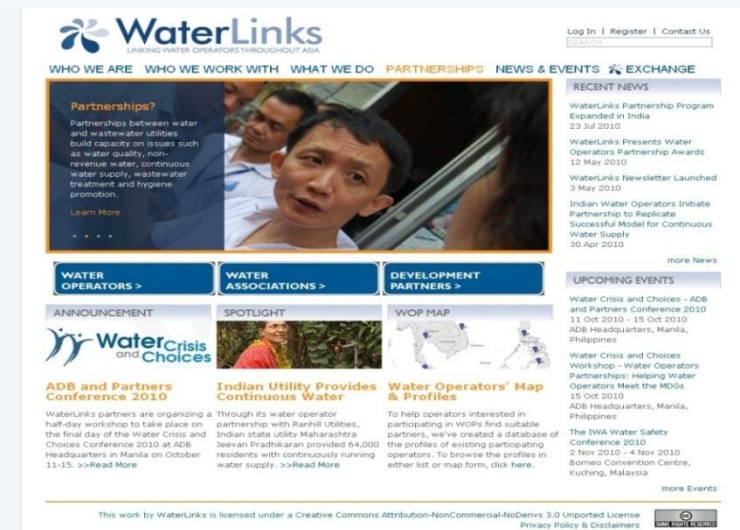 WaterLinks
LINKING WATER OPERATORS THROUGHOUT ASIA
Log In | Register | Contact Us
SEARCH
WHO WE ARE WHO WE WORK WITH WHAT WE DO PARTNERSHIPS NEWS & EVENTS EXCHANGE
Partnerships?
Partnerships between water
and wastewater utilities
build capacity on issues such
as water quality, non-
revenue water, continuous
water supply, wastewater
treatment and hygiene
promotion.
Learn More
WATER
OPERATORS >
WATER
ASSOCIATIONS >
DEVELOPMENT
PARTNERS >
ANNOUNCEMENT
Water Crisis
and Choices
ADB and Partners
Conference 2010
WaterLinks partners are organizing a
half-day workshop to take place on
the final day of the Water Crisis and
Choices Conference 2010 at ADB
Headquarters in Manila on October
11-15. >>Read More
SPOTLIGHT
Indian Utility Provides
Continuous Water
Through its water operator
partnership with Ranhill Utilities,
Indian state utility Maharashtra
Jeevan Pradhikaran provided 64,000
residents with continuously running
water supply. >>Read More
WOP MAP
Water Operators' Map
& Profiles
To help operators interested in
participating in WOPs find suitable
partners, we've created a database of
the profiles of existing participating
operators. To browse the profiles in
either list or map form, click here.
RECENT NEWS
WaterLinks Partnership Program
Expanded in India
23 Jul 2010
WaterLinks Presents Water
Operators Partnership Awards
12 May 2010
WaterLinks Newsletter Launched
3 May 2010
Indian Water Operators Initiate
Partnership to Replicate
Successful Model for Continuous
Water Supply
30 Apr 2010
more News
UPCOMING EVENTS
Water Crisis and Choices - ADB
and Partners Conference 2010
11 Oct 2010 - 15 Oct 2010
ADB Headquarters, Manila,
Philippines
Water Crisis and Choices
Workshop - Water Operators
Partnerships: Helping Water
Operators Meet the MDGs
15 Oct 2010
ADB Headquarters, Manila,
Philippines
The IWA Water Safety
Conference 2010
2 Nov 2010 - 4 Nov 2010
Borneo Convention Centre,
Kuching, Malaysia
more Events
This work by WaterLinks is licensed under a Creative Commons Attribution-NonCommercial-NoDerivs 3.0 Unported License
Privacy Policy & Disclaimers
SOME RIGHTS RESERVED